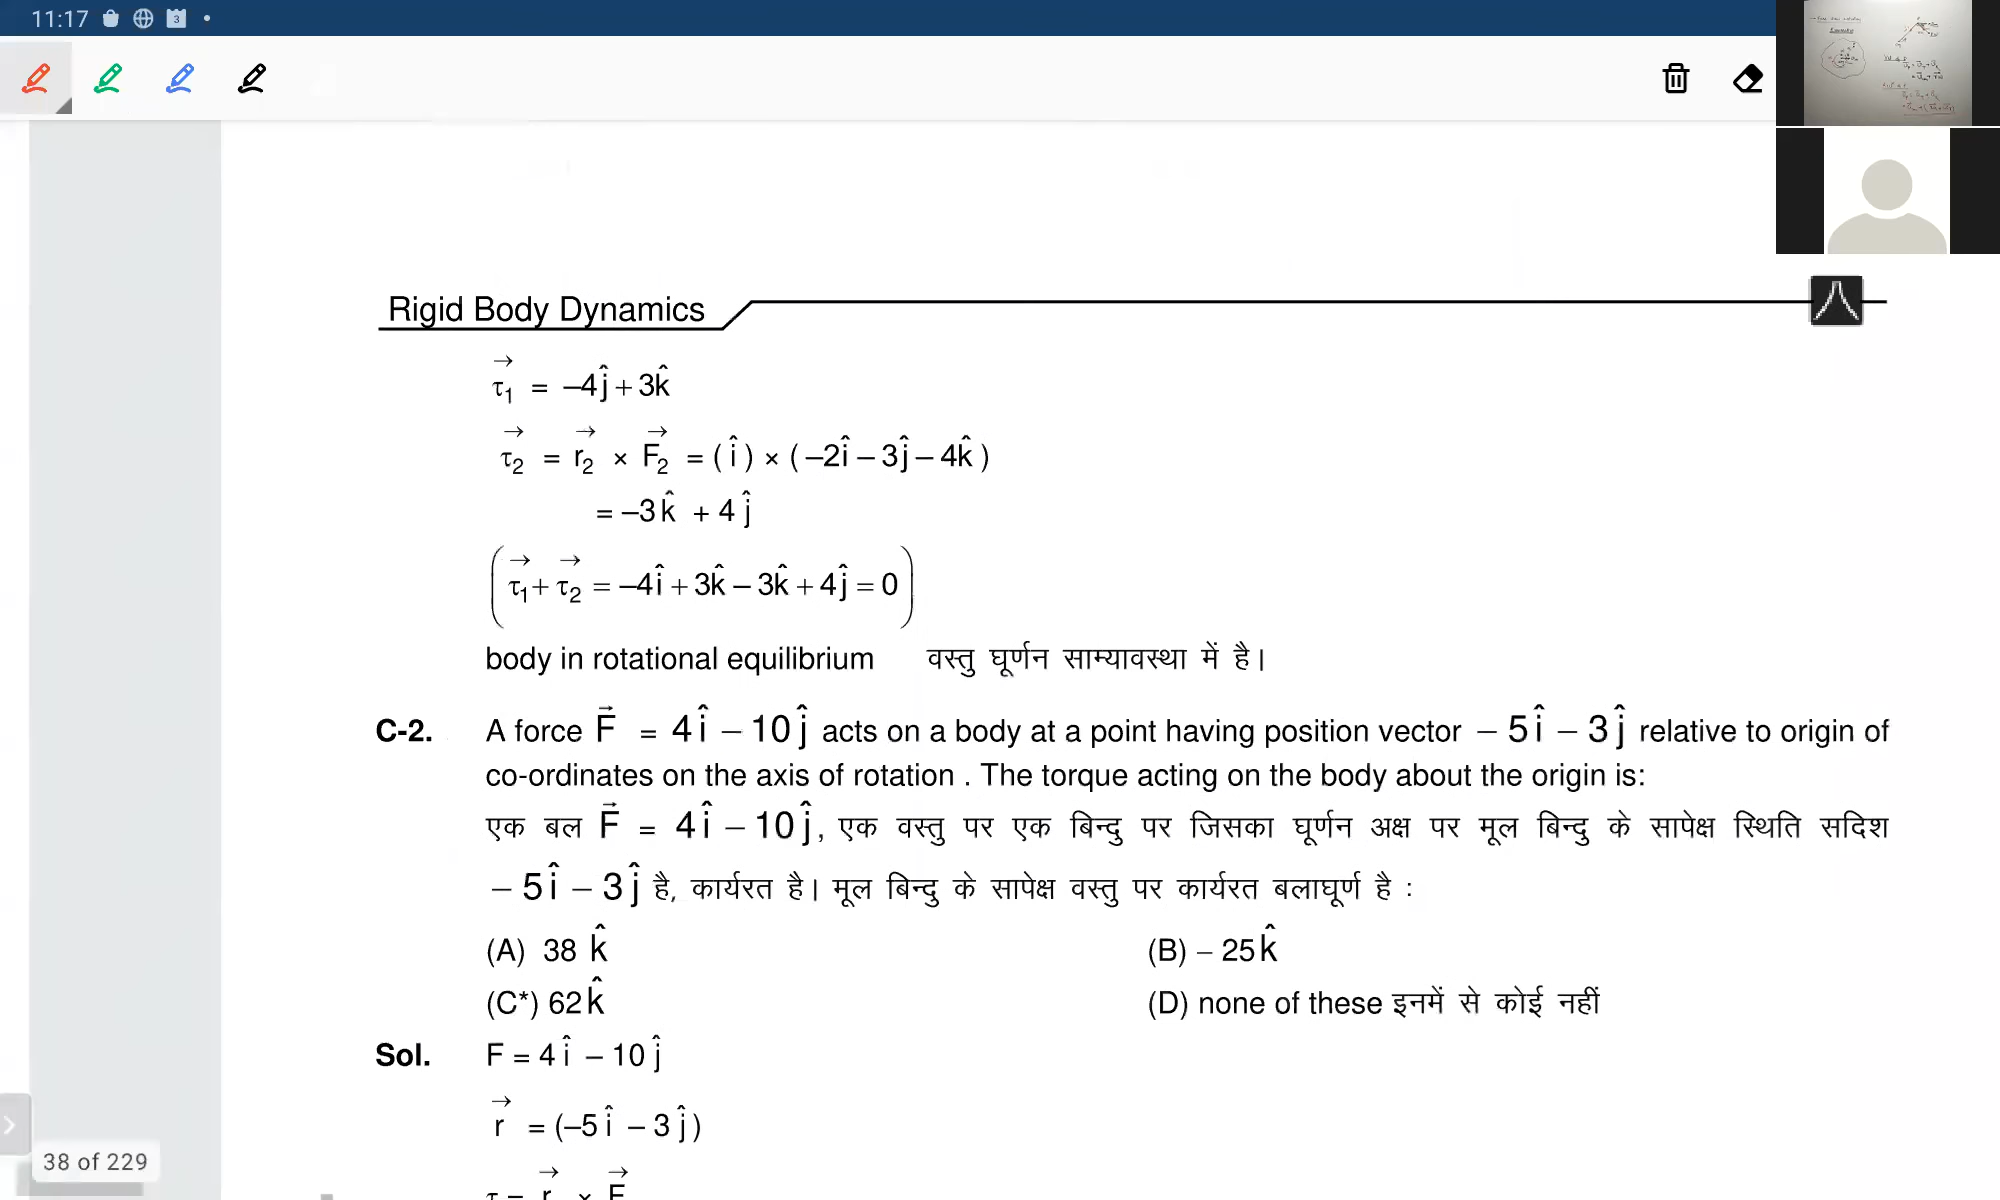 11:17
3
Rigid Body Dynamics
τ₁ = –4ĵ + 3k̂
τ₂ = r₂ × F₂ = (î) × (–2î – 3ĵ – 4k̂)
= –3k̂ + 4ĵ
(τ₁ + τ₂ = –4î + 3k̂ – 3k̂ + 4ĵ = 0)
body in rotational equilibrium वस्तु घूर्णन साम्यावस्था में है।
C-2. A force F⃗ = 4î – 10ĵ acts on a body at a point having position vector – 5î – 3ĵ relative to origin of
co-ordinates on the axis of rotation . The torque acting on the body about the origin is:
एक बल F⃗ = 4î – 10ĵ, एक वस्तु पर एक बिन्दु पर जिसका घूर्णन अक्ष पर मूल बिन्दु के सापेक्ष स्थिति सदिश
– 5î – 3ĵ है, कार्यरत है। मूल बिन्दु के सापेक्ष वस्तु पर कार्यरत बलाघूर्ण है :
(A) 38 k̂ (B) – 25k̂
(C*) 62k̂ (D) none of these इनमें से कोई नहीं
Sol. F = 4î – 10ĵ
r⃗ = (–5î – 3ĵ)
τ = r⃗ × F⃗
38 of 229